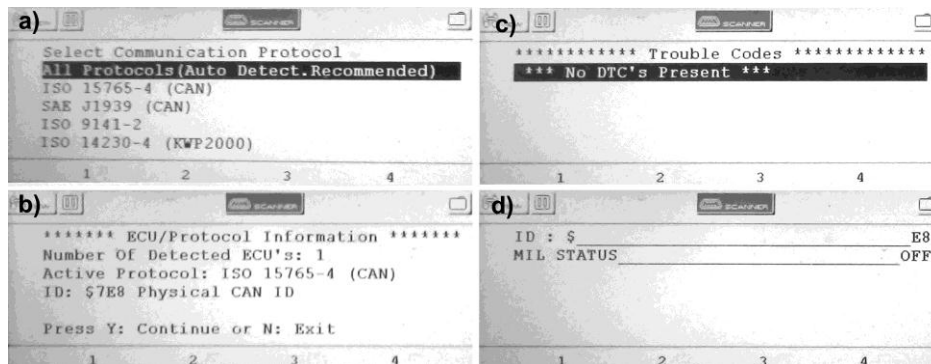 a)
SCANNER
Select Communication Protocol
All Protocols(Auto Detect.Recommended)
ISO 15765-4 (CAN)
SAE J1939 (CAN)
ISO 9141-2
ISO 14230-4 (KWP2000)
1 2 3 4
b)
SCANNER
******* ECU/Protocol Information *******
Number Of Detected ECU's: 1
Active Protocol: ISO 15765-4 (CAN)
ID: $7E8 Physical CAN ID
Press Y: Continue or N: Exit
1 2 3 4
c)
SCANNER
************ Trouble Codes *************
*** No DTC's Present ***
1 2 3 4
d)
SCANNER
ID : $ E8
MIL STATUS OFF
1 2 3 4